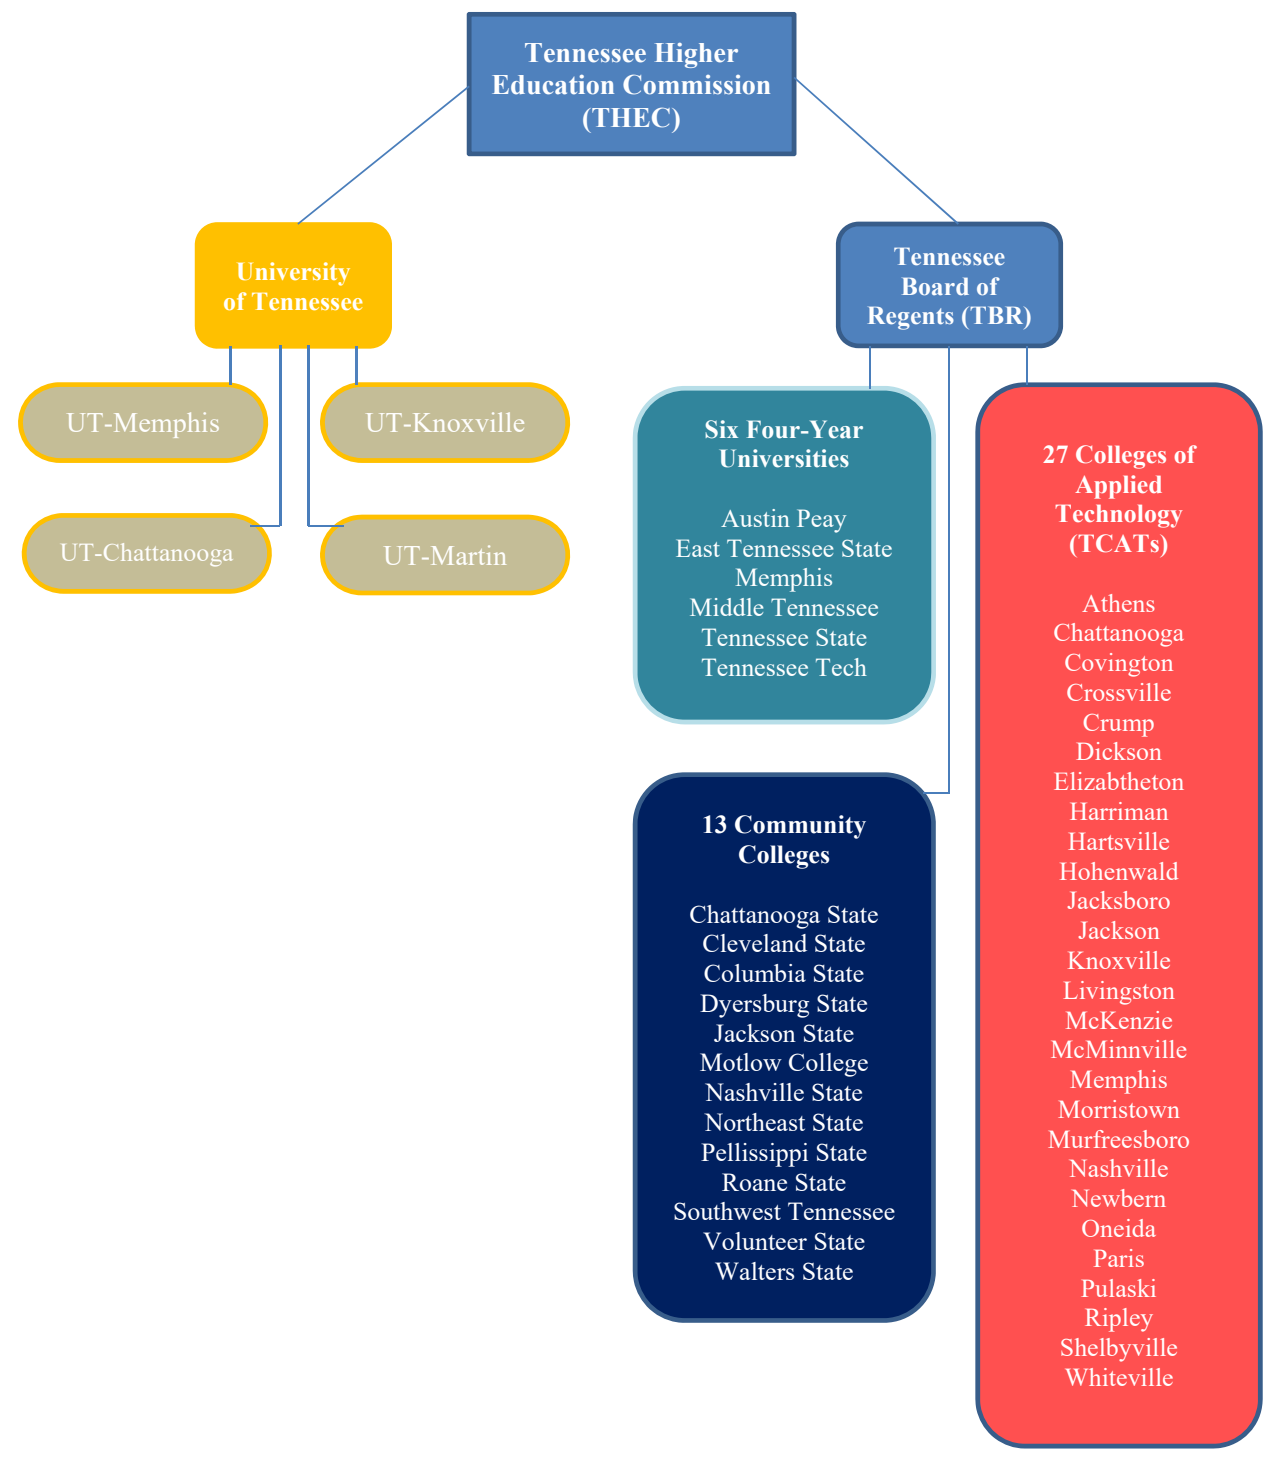 Tennessee Higher
Education Commission
(THEC)
University
of Tennessee
UT-Memphis
UT-Knoxville
UT-Chattanooga
UT-Martin
Tennessee
Board of
Regents (TBR)
Six Four-Year
Universities
Austin Peay
East Tennessee State
Memphis
Middle Tennessee
Tennessee State
Tennessee Tech
13 Community
Colleges
Chattanooga State
Cleveland State
Columbia State
Dyersburg State
Jackson State
Motlow College
Nashville State
Northeast State
Pellissippi State
Roane State
Southwest Tennessee
Volunteer State
Walters State
27 Colleges of
Applied
Technology
(TCATs)
Athens
Chattanooga
Covington
Crossville
Crump
Dickson
Elizabtheton
Harriman
Hartsville
Hohenwald
Jacksboro
Jackson
Knoxville
Livingston
McKenzie
McMinnville
Memphis
Morristown
Murfreesboro
Nashville
Newbern
Oneida
Paris
Pulaski
Ripley
Shelbyville
Whiteville